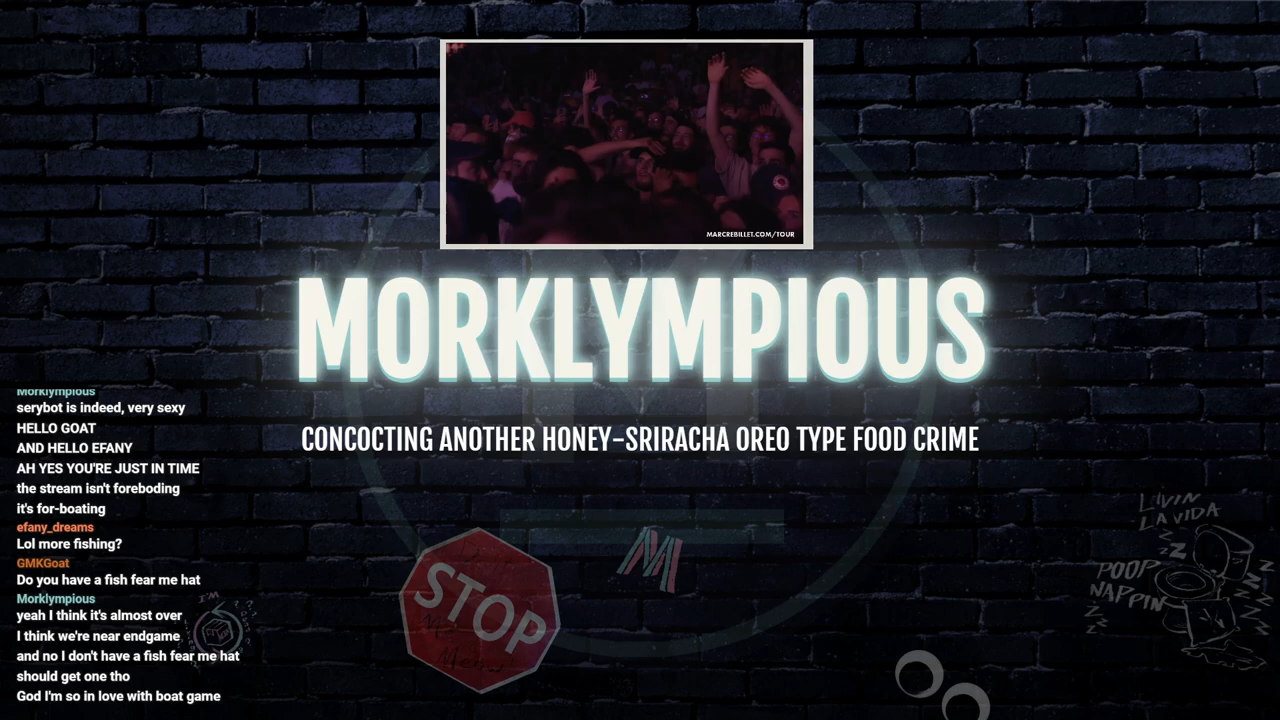 MARCREBILLET.COM/TOUR
MORKLYMPIOUS
CONCOCTING ANOTHER HONEY-SRIRACHA OREO TYPE FOOD CRIME
Morklympious
serybot is indeed, very sexy
HELLO GOAT
AND HELLO EFANY
AH YES YOU'RE JUST IN TIME
the stream isn't foreboding
it's for-boating
efany_dreams
Lol more fishing?
GMKGoat
Do you have a fish fear me hat
Morklympious
yeah I think it's almost over
I think we're near endgame
and no I don't have a fish fear me hat
should get one tho
God I'm so in love with boat game
I'M
STOP
Meow
M
LIVIN
LA VIDA
POOP
NAPPIN